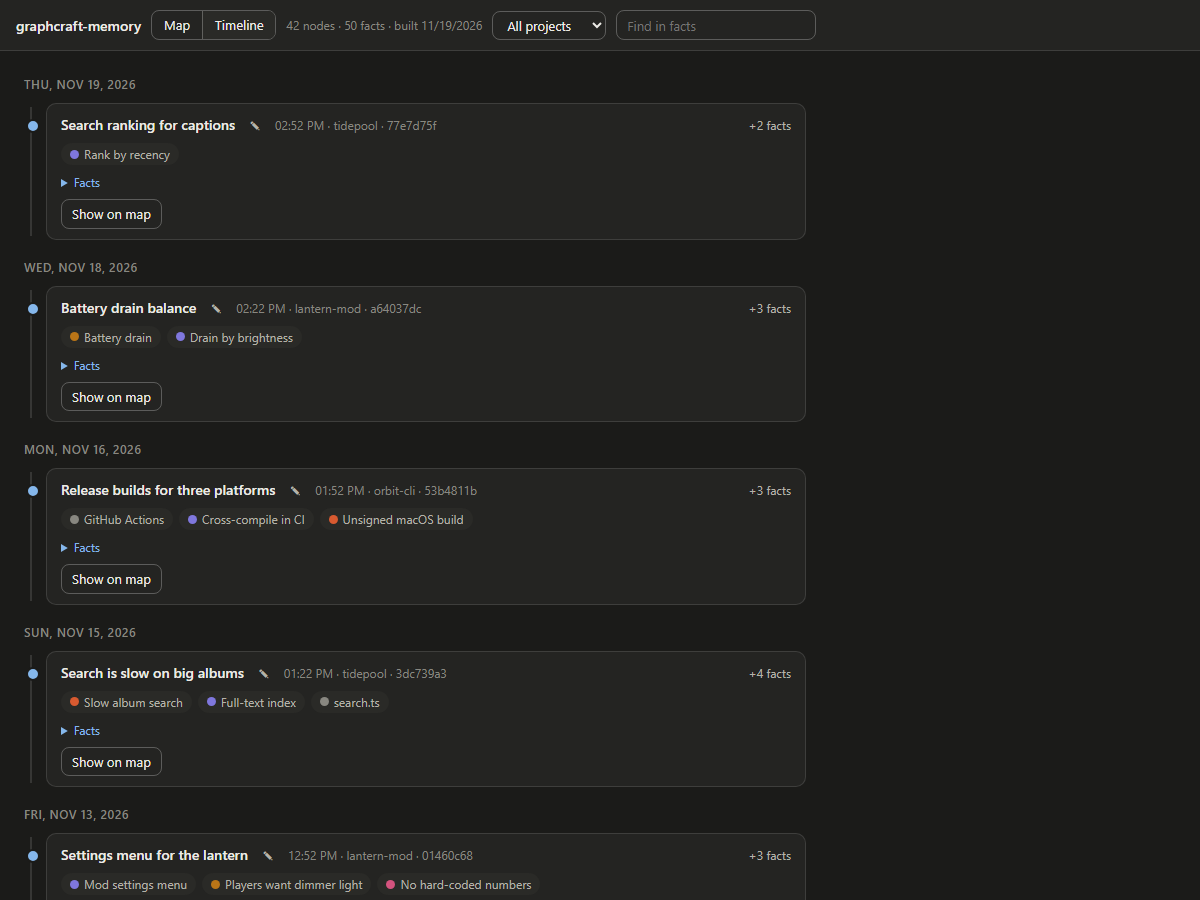 graphcraft-memory Map Timeline 42 nodes · 50 facts · built 11/19/2026 All projects Find in facts
THU, NOV 19, 2026
Search ranking for captions 02:52 PM · tidepool · 77e7d75f +2 facts
Rank by recency
Facts
Show on map
WED, NOV 18, 2026
Battery drain balance 02:22 PM · lantern-mod · a64037dc +3 facts
Battery drain Drain by brightness
Facts
Show on map
MON, NOV 16, 2026
Release builds for three platforms 01:52 PM · orbit-cli · 53b4811b +3 facts
GitHub Actions Cross-compile in CI Unsigned macOS build
Facts
Show on map
SUN, NOV 15, 2026
Search is slow on big albums 01:22 PM · tidepool · 3dc739a3 +4 facts
Slow album search Full-text index search.ts
Facts
Show on map
FRI, NOV 13, 2026
Settings menu for the lantern 12:52 PM · lantern-mod · 01460c68 +3 facts
Mod settings menu Players want dimmer light No hard-coded numbers